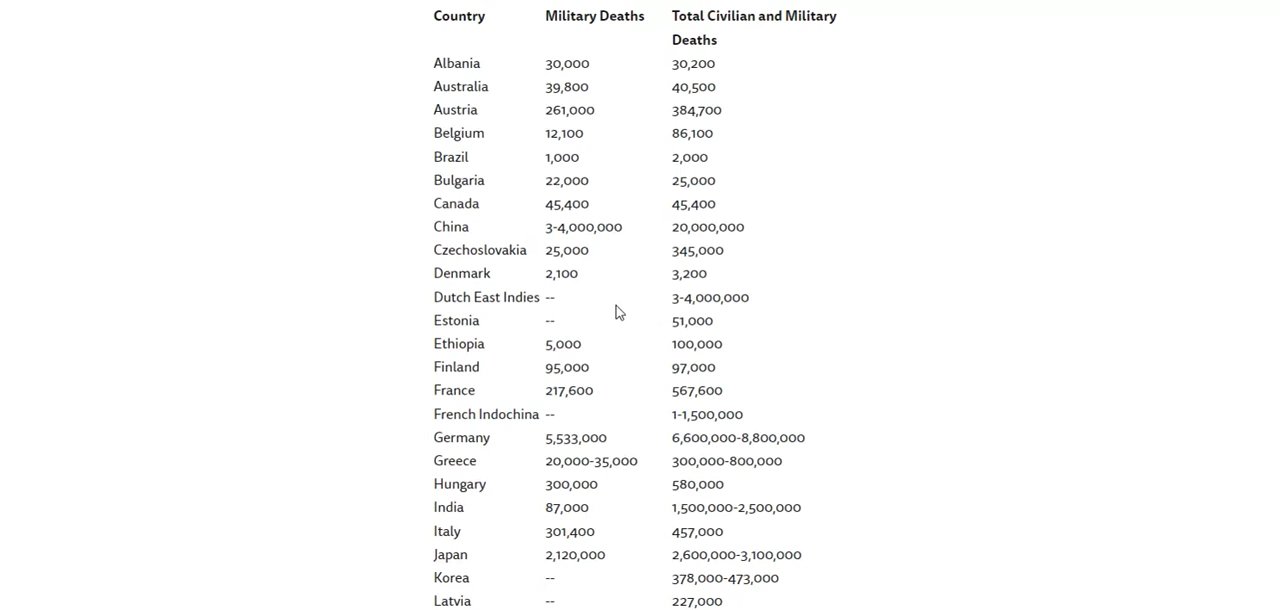 Country Military Deaths Total Civilian and Military
Deaths
Albania 30,000 30,200
Australia 39,800 40,500
Austria 261,000 384,700
Belgium 12,100 86,100
Brazil 1,000 2,000
Bulgaria 22,000 25,000
Canada 45,400 45,400
China 3-4,000,000 20,000,000
Czechoslovakia 25,000 345,000
Denmark 2,100 3,200
Dutch East Indies -- 3-4,000,000
Estonia -- 51,000
Ethiopia 5,000 100,000
Finland 95,000 97,000
France 217,600 567,600
French Indochina -- 1-1,500,000
Germany 5,533,000 6,600,000-8,800,000
Greece 20,000-35,000 300,000-800,000
Hungary 300,000 580,000
India 87,000 1,500,000-2,500,000
Italy 301,400 457,000
Japan 2,120,000 2,600,000-3,100,000
Korea -- 378,000-473,000
Latvia -- 227,000